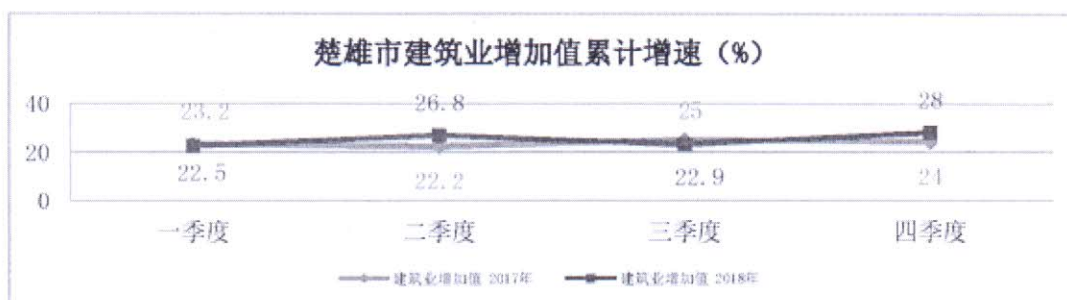 楚雄市建筑业增加值累计增速（%）
40
20
0
23.2
26.8
25
28
22.5
22.2
22.9
24
一季度
二季度
三季度
四季度
建筑业增加值 2017年
建筑业增加值 2018年